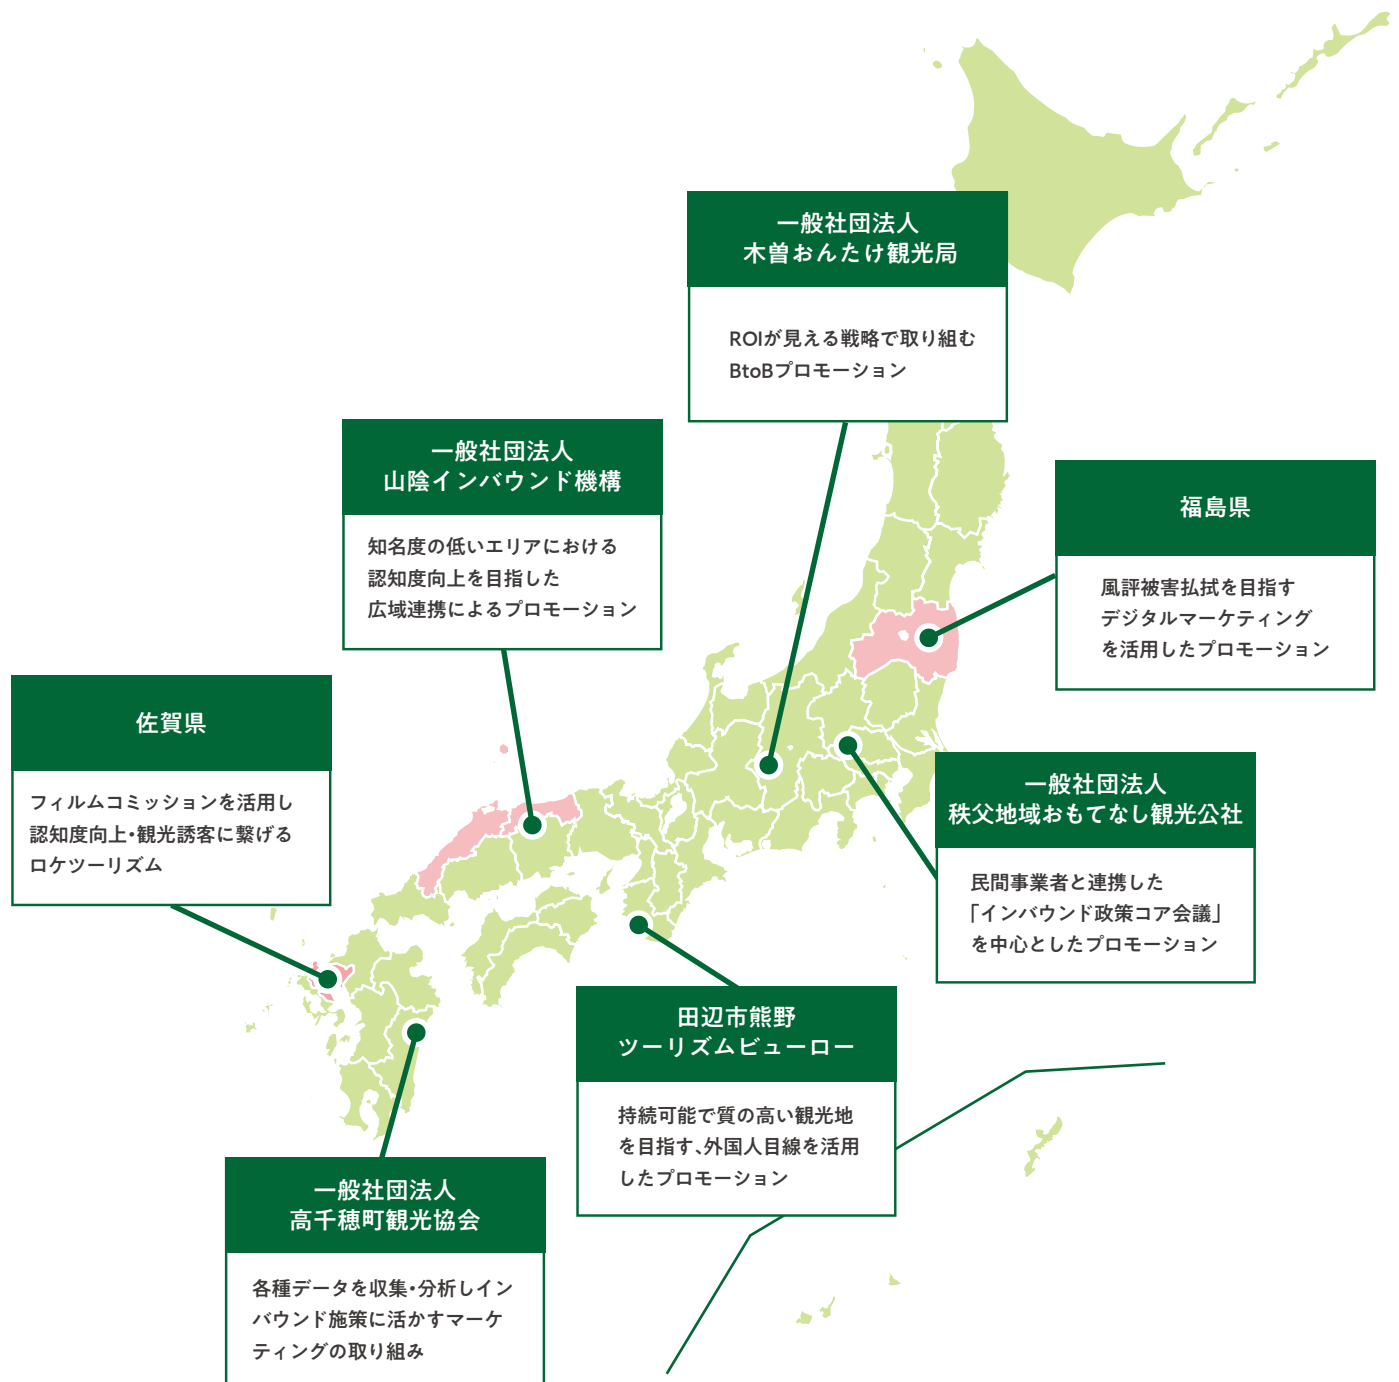 一般社団法人
木曽おんたけ観光局
ROIが見える戦略で取り組む
BtoBプロモーション
一般社団法人
山陰インバウンド機構
知名度の低いエリアにおける
認知度向上を目指した
広域連携によるプロモーション
福島県
風評被害払拭を目指す
デジタルマーケティング
を活用したプロモーション
佐賀県
フィルムコミッションを活用し
認知度向上・観光誘客に繋げる
ロケツーリズム
一般社団法人
秩父地域おもてなし観光公社
民間事業者と連携した
「インバウンド政策コア会議」
を中心としたプロモーション
田辺市熊野
ツーリズムビューロー
持続可能で質の高い観光地
を目指す、外国人目線を活用
したプロモーション
一般社団法人
高千穂町観光協会
各種データを収集・分析しイン
バウンド施策に活かすマーケ
ティングの取り組み